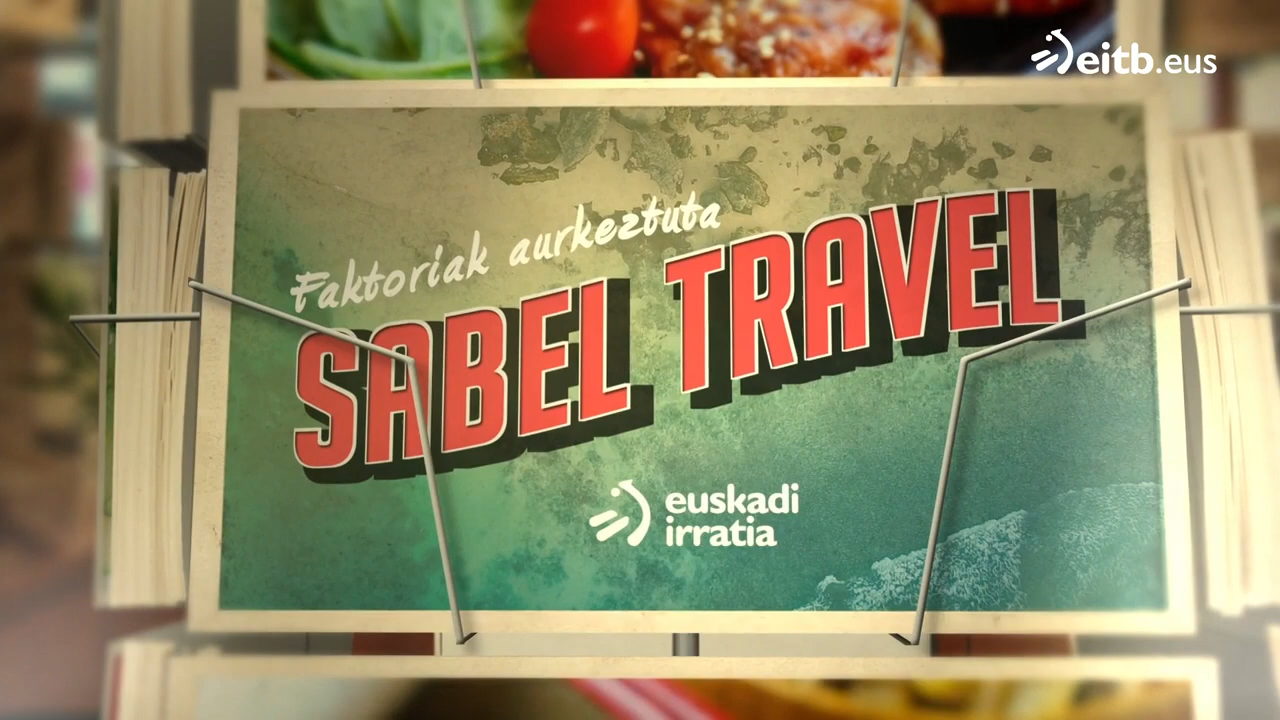 eitb.eus
Faktoriak aurkeztuta
SABEL TRAVEL
euskadi
irratia